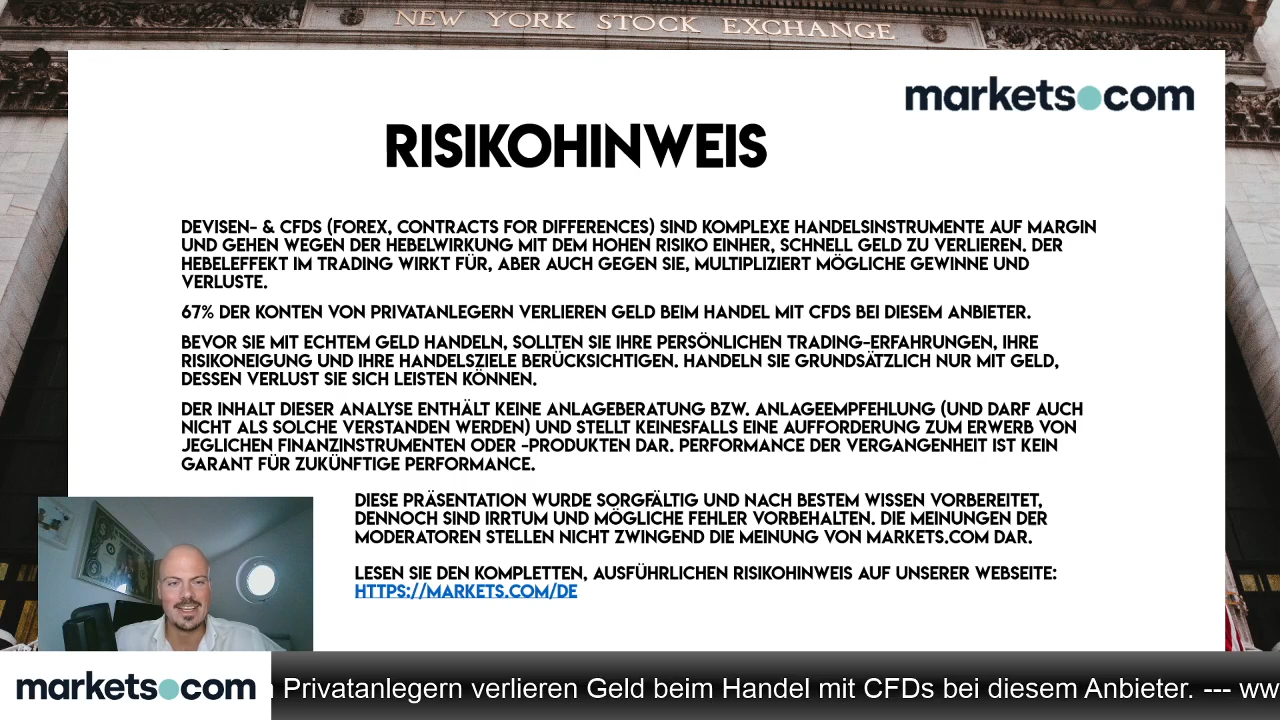 NEW YORK STOCK EXCHANGE
markets.com
RISIKOHINWEIS
DEVISEN- & CFDS (FOREX, CONTRACTS FOR DIFFERENCES) SIND KOMPLEXE HANDELSINSTRUMENTE AUF MARGIN
UND GEHEN WEGEN DER HEBELWIRKUNG MIT DEM HOHEN RISIKO EINHER, SCHNELL GELD ZU VERLIEREN. DER
HEBELEFFEKT IM TRADING WIRKT FÜR, ABER AUCH GEGEN SIE, MULTIPLIZIERT MÖGLICHE GEWINNE UND
VERLUSTE.
67% DER KONTEN VON PRIVATANLEGERN VERLIEREN GELD BEIM HANDEL MIT CFDS BEI DIESEM ANBIETER.
BEVOR SIE MIT ECHTEM GELD HANDELN, SOLLTEN SIE IHRE PERSÖNLICHEN TRADING-ERFAHRUNGEN, IHRE
RISIKONEIGUNG UND IHRE HANDELSZIELE BERÜCKSICHTIGEN. HANDELN SIE GRUNDSÄTZLICH NUR MIT GELD,
DESSEN VERLUST SIE SICH LEISTEN KÖNNEN.
DER INHALT DIESER ANALYSE ENTHÄLT KEINE ANLAGEBERATUNG BZW. ANLAGEEMPFEHLUNG (UND DARF AUCH
NICHT ALS SOLCHE VERSTANDEN WERDEN) UND STELLT KEINESFALLS EINE AUFFORDERUNG ZUM ERWERB VON
JEGLICHEN FINANZINSTRUMENTEN ODER -PRODUKTEN DAR. PERFORMANCE DER VERGANGENHEIT IST KEIN
GARANT FÜR ZUKÜNFTIGE PERFORMANCE.
DIESE PRÄSENTATION WURDE SORGFÄLTIG UND NACH BESTEM WISSEN VORBEREITET,
DENNOCH SIND IRRTUM UND MÖGLICHE FEHLER VORBEHALTEN. DIE MEINUNGEN DER
MODERATOREN STELLEN NICHT ZWINGEND DIE MEINUNG VON MARKETS.COM DAR.
LESEN SIE DEN KOMPLETTEN, AUSFÜHRLICHEN RISIKOHINWEIS AUF UNSERER WEBSEITE:
HTTPS://MARKETS.COM/DE
markets.com
Privatanlegern verlieren Geld beim Handel mit CFDs bei diesem Anbieter. --- ww